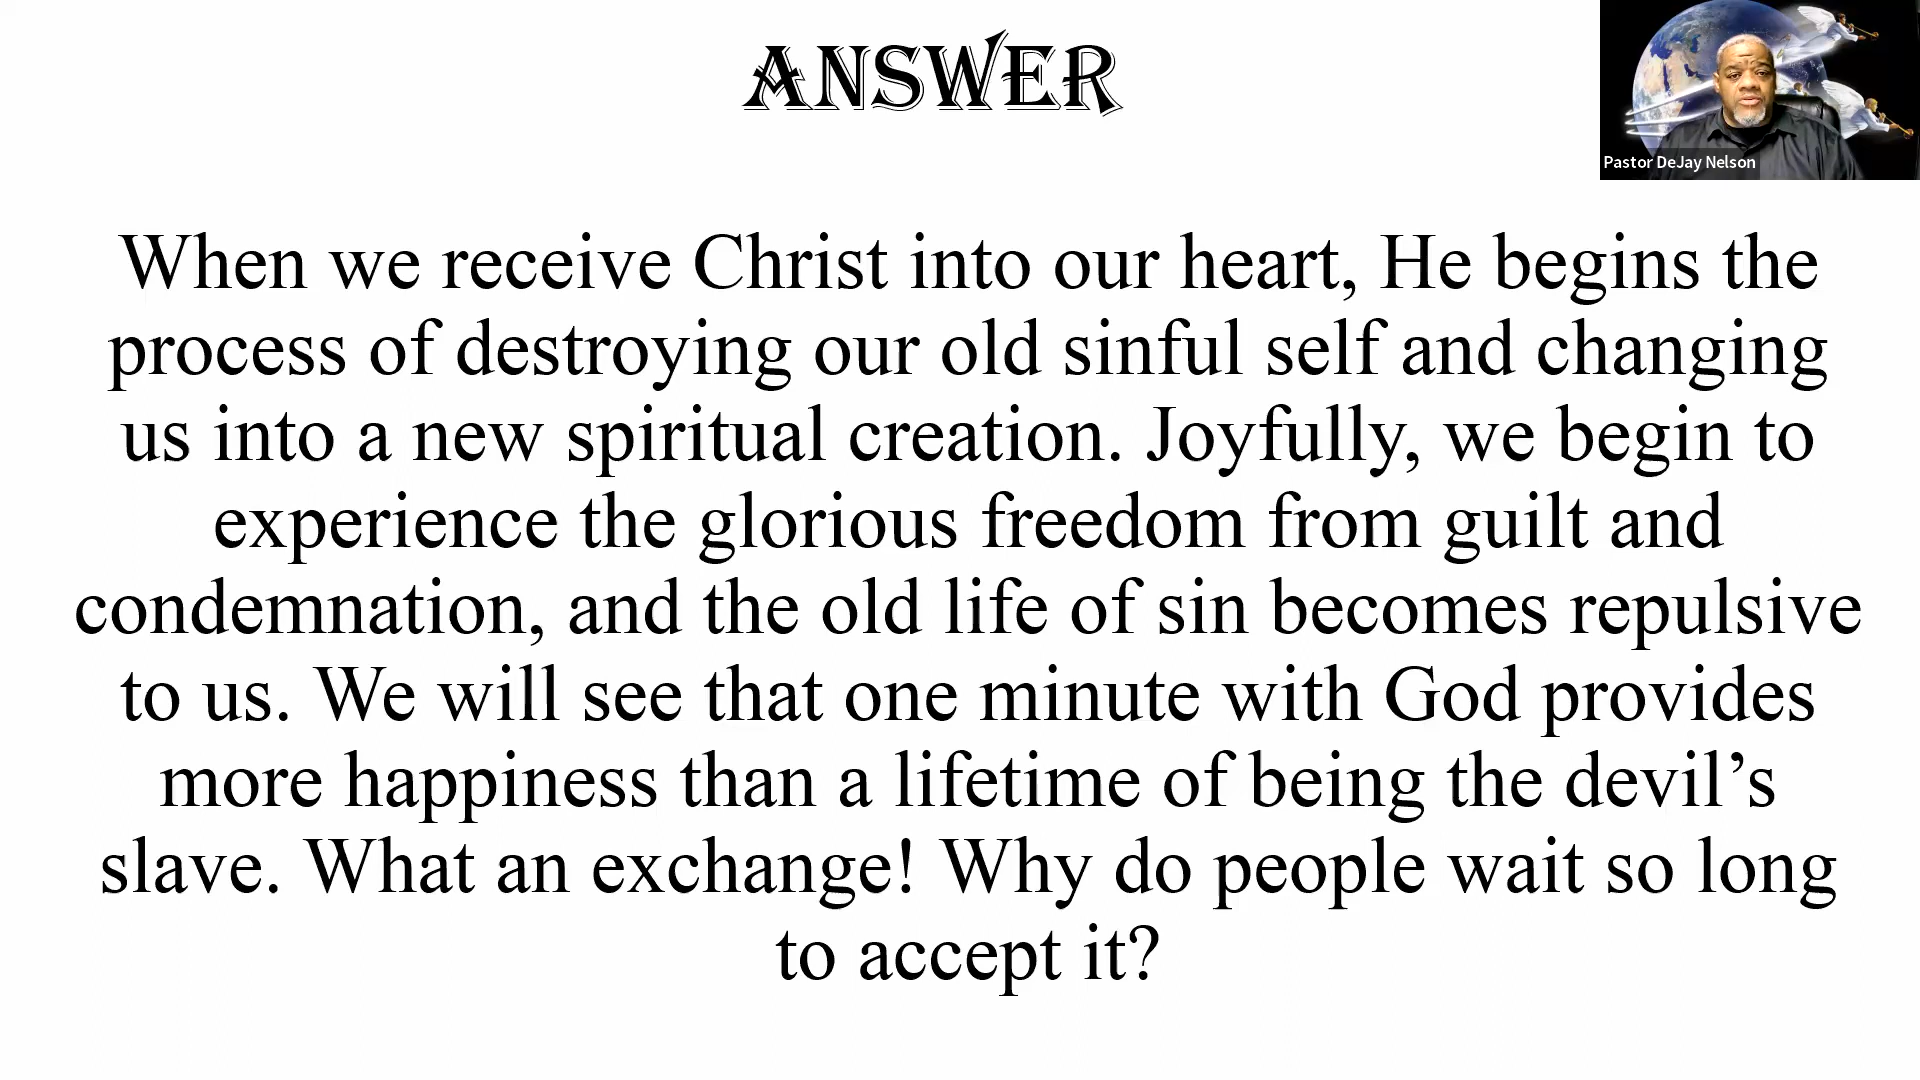 ANSWER
Pastor DeJay Nelson
When we receive Christ into our heart, He begins the
process of destroying our old sinful self and changing
us into a new spiritual creation. Joyfully, we begin to
experience the glorious freedom from guilt and
condemnation, and the old life of sin becomes repulsive
to us. We will see that one minute with God provides
more happiness than a lifetime of being the devil’s
slave. What an exchange! Why do people wait so long
to accept it?